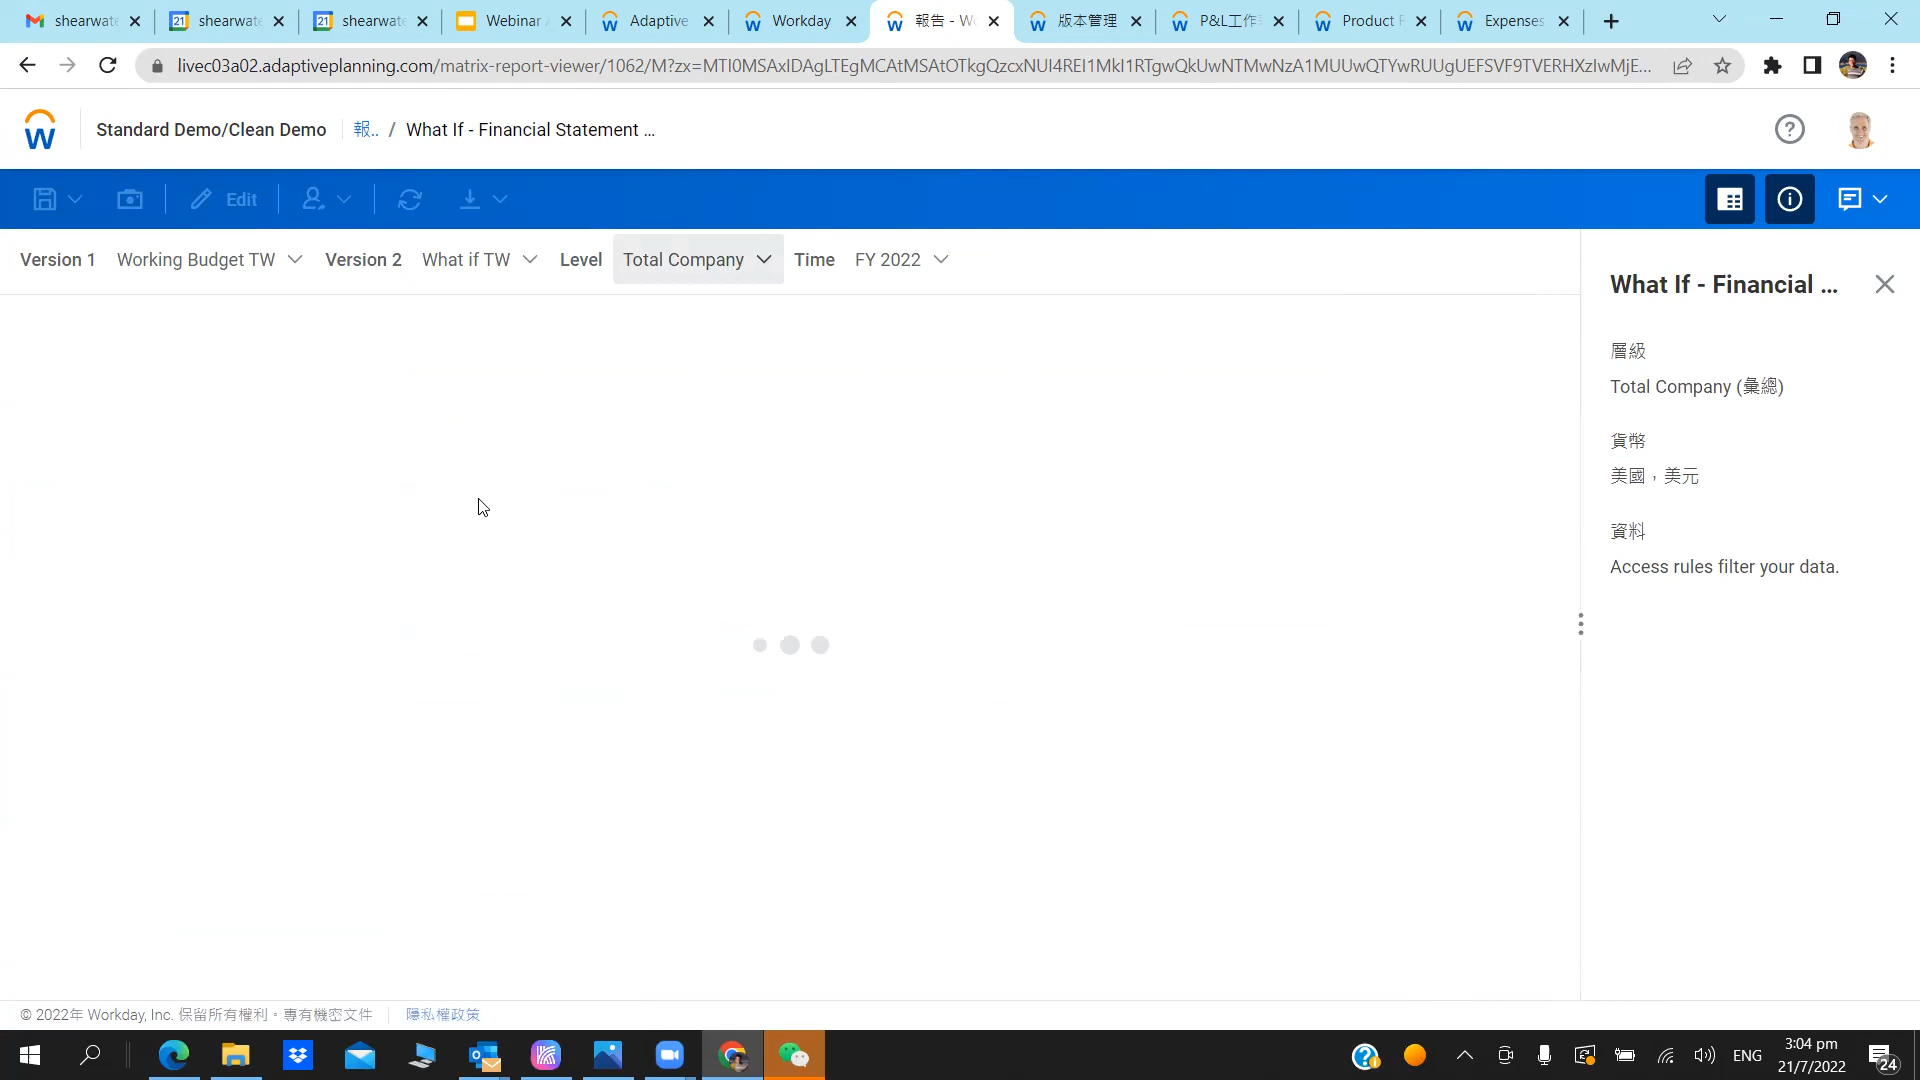 shearwate
21
shearwate
21
shearwate
Webinar
Adaptive
Workday
報告 - W
版本管理
P&L工作
Product
Expenses
livec03a02.adaptiveplanning.com/matrix-report-viewer/1062/M?zx=MTI0MSAxIDAgLTEgMCAtMSAtOTkgQzcxNUI4REI1MkI1RTgwQkUwNTMwNzA1MUUwQTYwRUUgUEFSVF9TVERHXzIwMjE...
Standard Demo/Clean Demo
報.. / What If - Financial Statement ...
Edit
Version 1 Working Budget TW Version 2 What if TW Level Total Company Time FY 2022
What If - Financial ...
層級
Total Company (彙總)
貨幣
美國，美元
資料
Access rules filter your data.
© 2022年 Workday, Inc. 保留所有權利。專有機密文件
隱私權政策
ENG
3:04 pm
21/7/2022
24